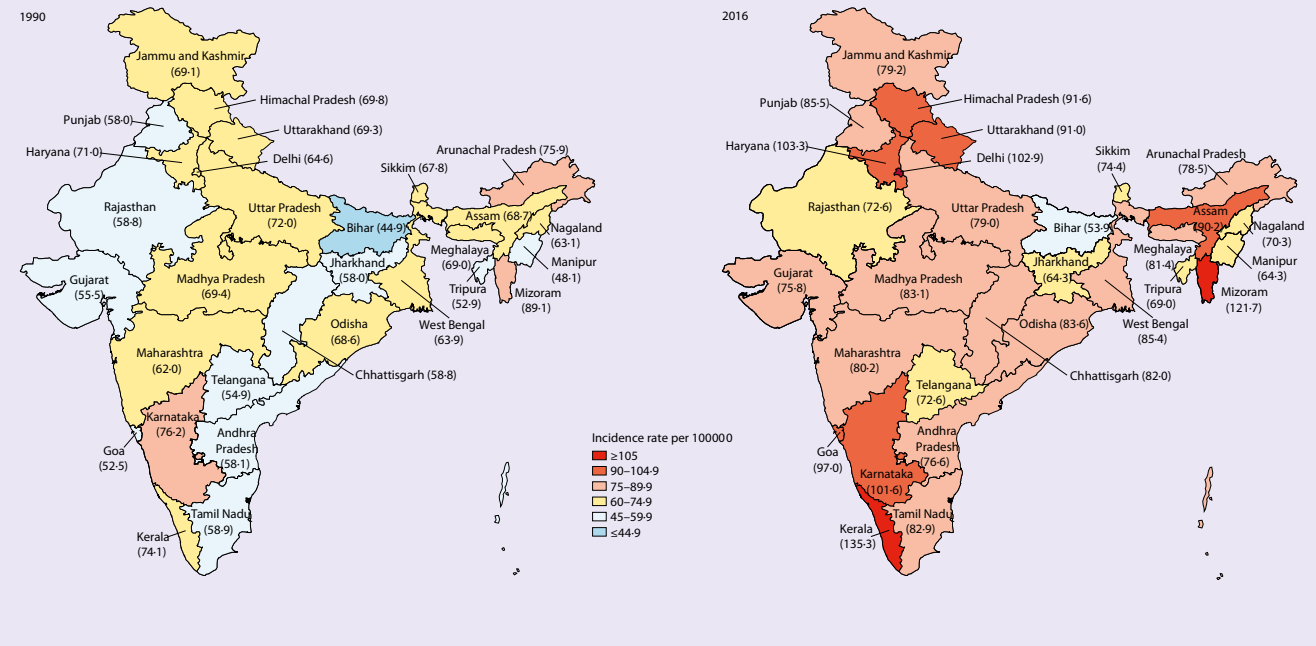 1990
Jammu and Kashmir
(69·1)
Himachal Pradesh (69·8)
Punjab (58·0)
Uttarakhand (69·3)
Haryana (71·0)
Delhi (64·6)
Arunachal Pradesh (75·9)
Sikkim
(67·8)
Rajasthan
(58·8)
Uttar Pradesh
(72·0)
Bihar (44·9)
Assam (68·7)
Nagaland
(63·1)
Meghalaya
(69·0)
Manipur
(48·1)
Jharkhand
(58·0)
Gujarat
(55·5)
Madhya Pradesh
(69·4)
Tripura
(52·9)
Mizoram
(89·1)
West Bengal
(63·9)
Odisha
(68·6)
Maharashtra
(62·0)
Chhattisgarh (58·8)
Telangana
(54·9)
Karnataka
(76·2)
Andhra
Pradesh
(58·1)
Goa
(52·5)
Tamil Nadu
(58·9)
Kerala
(74·1)
Incidence rate per 100000
≥105
90–104·9
75–89·9
60–74·9
45–59·9
≤44·9
2016
Jammu and Kashmir
(79·2)
Himachal Pradesh (91·6)
Punjab (85·5)
Uttarakhand (91·0)
Haryana (103·3)
Delhi (102·9)
Sikkim
(74·4)
Arunachal Pradesh
(78·5)
Rajasthan (72·6)
Uttar Pradesh
(79·0)
Bihar (53·9)
Assam
(90·2)
Nagaland
(70·3)
Meghalaya
(81·4)
Manipur
(64·3)
Jharkhand
(64·3)
Gujarat
(75·8)
Madhya Pradesh
(83·1)
Tripura
(69·0)
Mizoram
(121·7)
West Bengal
(85·4)
Odisha (83·6)
Maharashtra
(80·2)
Chhattisgarh (82·0)
Telangana
(72·6)
Andhra
Pradesh
(76·6)
Goa
(97·0)
Karnataka
(101·6)
Tamil Nadu
(82·9)
Kerala
(135·3)